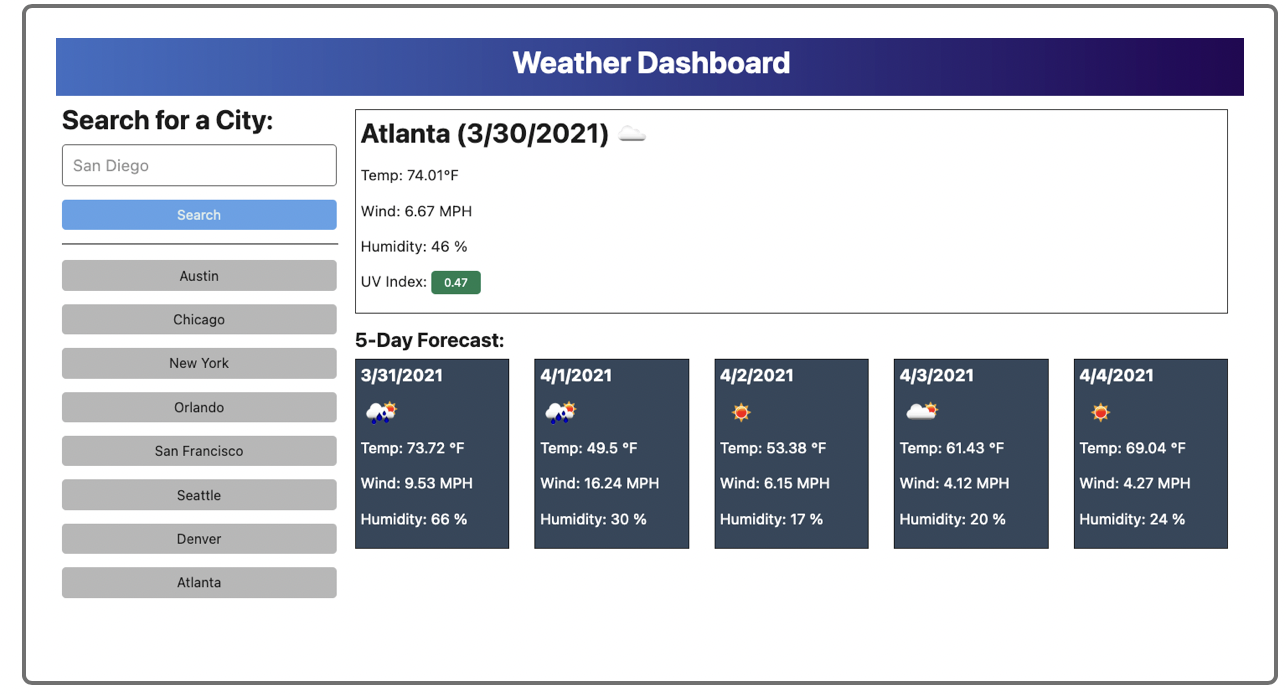 Weather Dashboard
Search for a City:
San Diego
Search
Austin
Chicago
New York
Orlando
San Francisco
Seattle
Denver
Atlanta
Atlanta (3/30/2021)
Temp: 74.01°F
Wind: 6.67 MPH
Humidity: 46 %
UV Index: 0.47
5-Day Forecast:
3/31/2021
Temp: 73.72 °F
Wind: 9.53 MPH
Humidity: 66 %
4/1/2021
Temp: 49.5 °F
Wind: 16.24 MPH
Humidity: 30 %
4/2/2021
Temp: 53.38 °F
Wind: 6.15 MPH
Humidity: 17 %
4/3/2021
Temp: 61.43 °F
Wind: 4.12 MPH
Humidity: 20 %
4/4/2021
Temp: 69.04 °F
Wind: 4.27 MPH
Humidity: 24 %